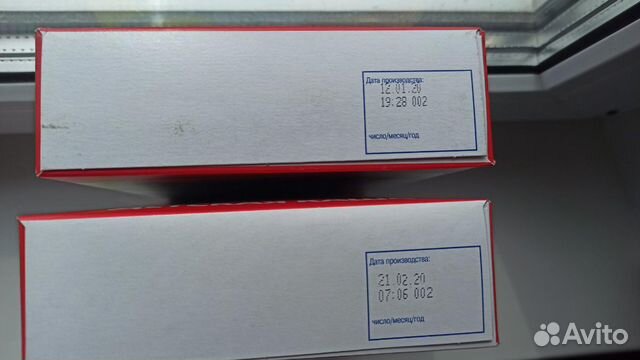 Дата производства:
12.01.20
19:28 002
число/месяц/год
Дата производства:
21.02.20
07:06 002
число/месяц/год
Avito